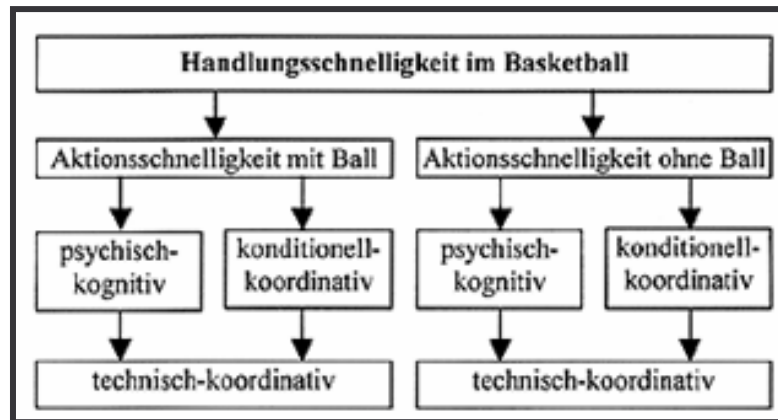 Handlungsschnelligkeit im Basketball
Aktionsschnelligkeit mit Ball
Aktionsschnelligkeit ohne Ball
psychisch-
kognitiv
konditionell-
koordinativ
psychisch-
kognitiv
konditionell-
koordinativ
technisch-koordinativ
technisch-koordinativ